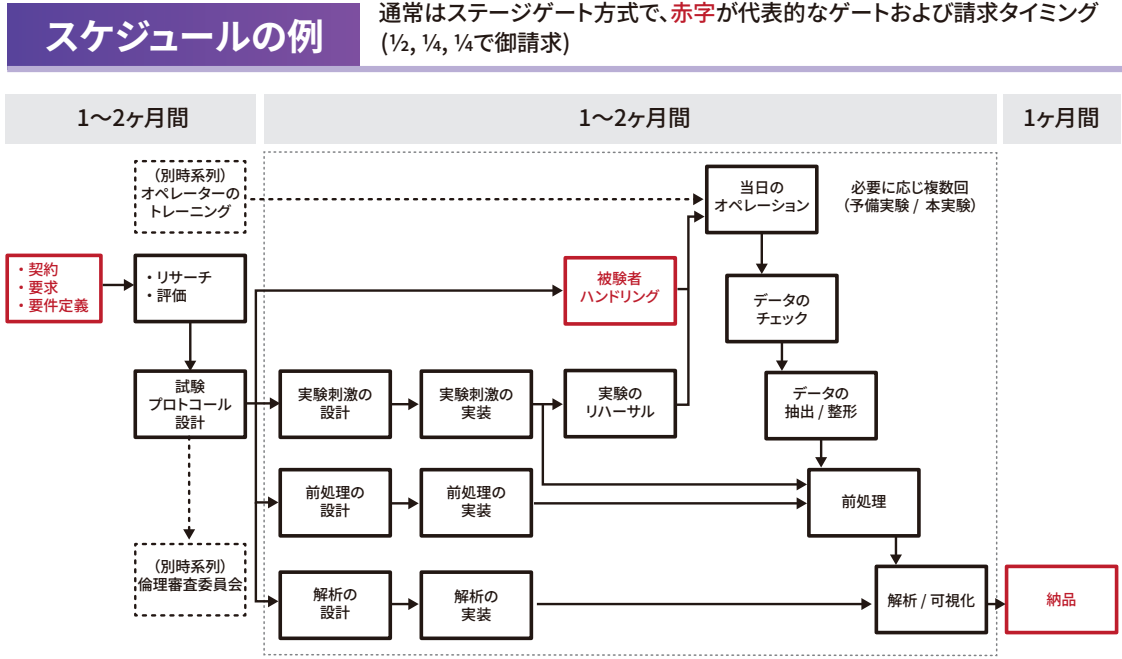 スケジュールの例
通常はステージゲート方式で、赤字が代表的なゲートおよび請求タイミング
(½, ¼, ¼で御請求)
1〜2ヶ月間
1〜2ヶ月間
1ヶ月間
（別時系列）
オペレーターの
トレーニング
当日の
オペレーション
必要に応じ複数回
（予備実験 / 本実験）
・契約
・要求
・要件定義
・リサーチ
・評価
被験者
ハンドリング
データの
チェック
試験
プロトコール
設計
実験刺激の
設計
実験刺激の
実装
実験の
リハーサル
データの
抽出 / 整形
前処理の
設計
前処理の
実装
前処理
（別時系列）
倫理審査委員会
解析の
設計
解析の
実装
解析 / 可視化
納品